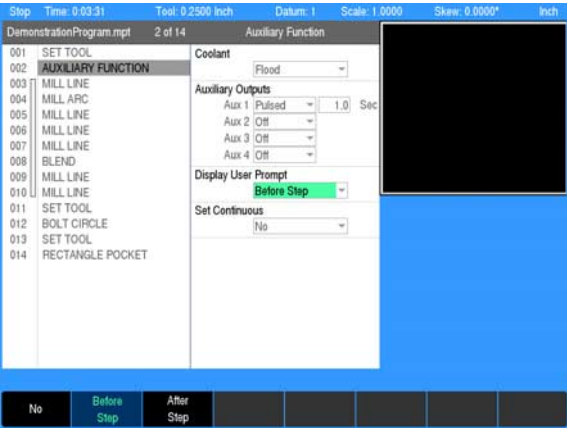 Stop Time: 0:03:31 Tool: 0.2500 Inch Datum: 1 Scale: 1.0000 Skew: 0.0000° Inch
DemonstrationProgram.mpt 2 of 14 Auxiliary Function
001 SET TOOL
002 AUXILIARY FUNCTION
003 MILL LINE
004 MILL ARC
005 MILL LINE
006 MILL LINE
007 MILL LINE
008 BLEND
009 MILL LINE
010 MILL LINE
011 SET TOOL
012 BOLT CIRCLE
013 SET TOOL
014 RECTANGLE POCKET
Coolant
Flood
Auxiliary Outputs
Aux 1 Pulsed 1.0 Sec
Aux 2 Off
Aux 3 Off
Aux 4 Off
Display User Prompt
Before Step
Set Continuous
No
No
Before
Step
After
Step